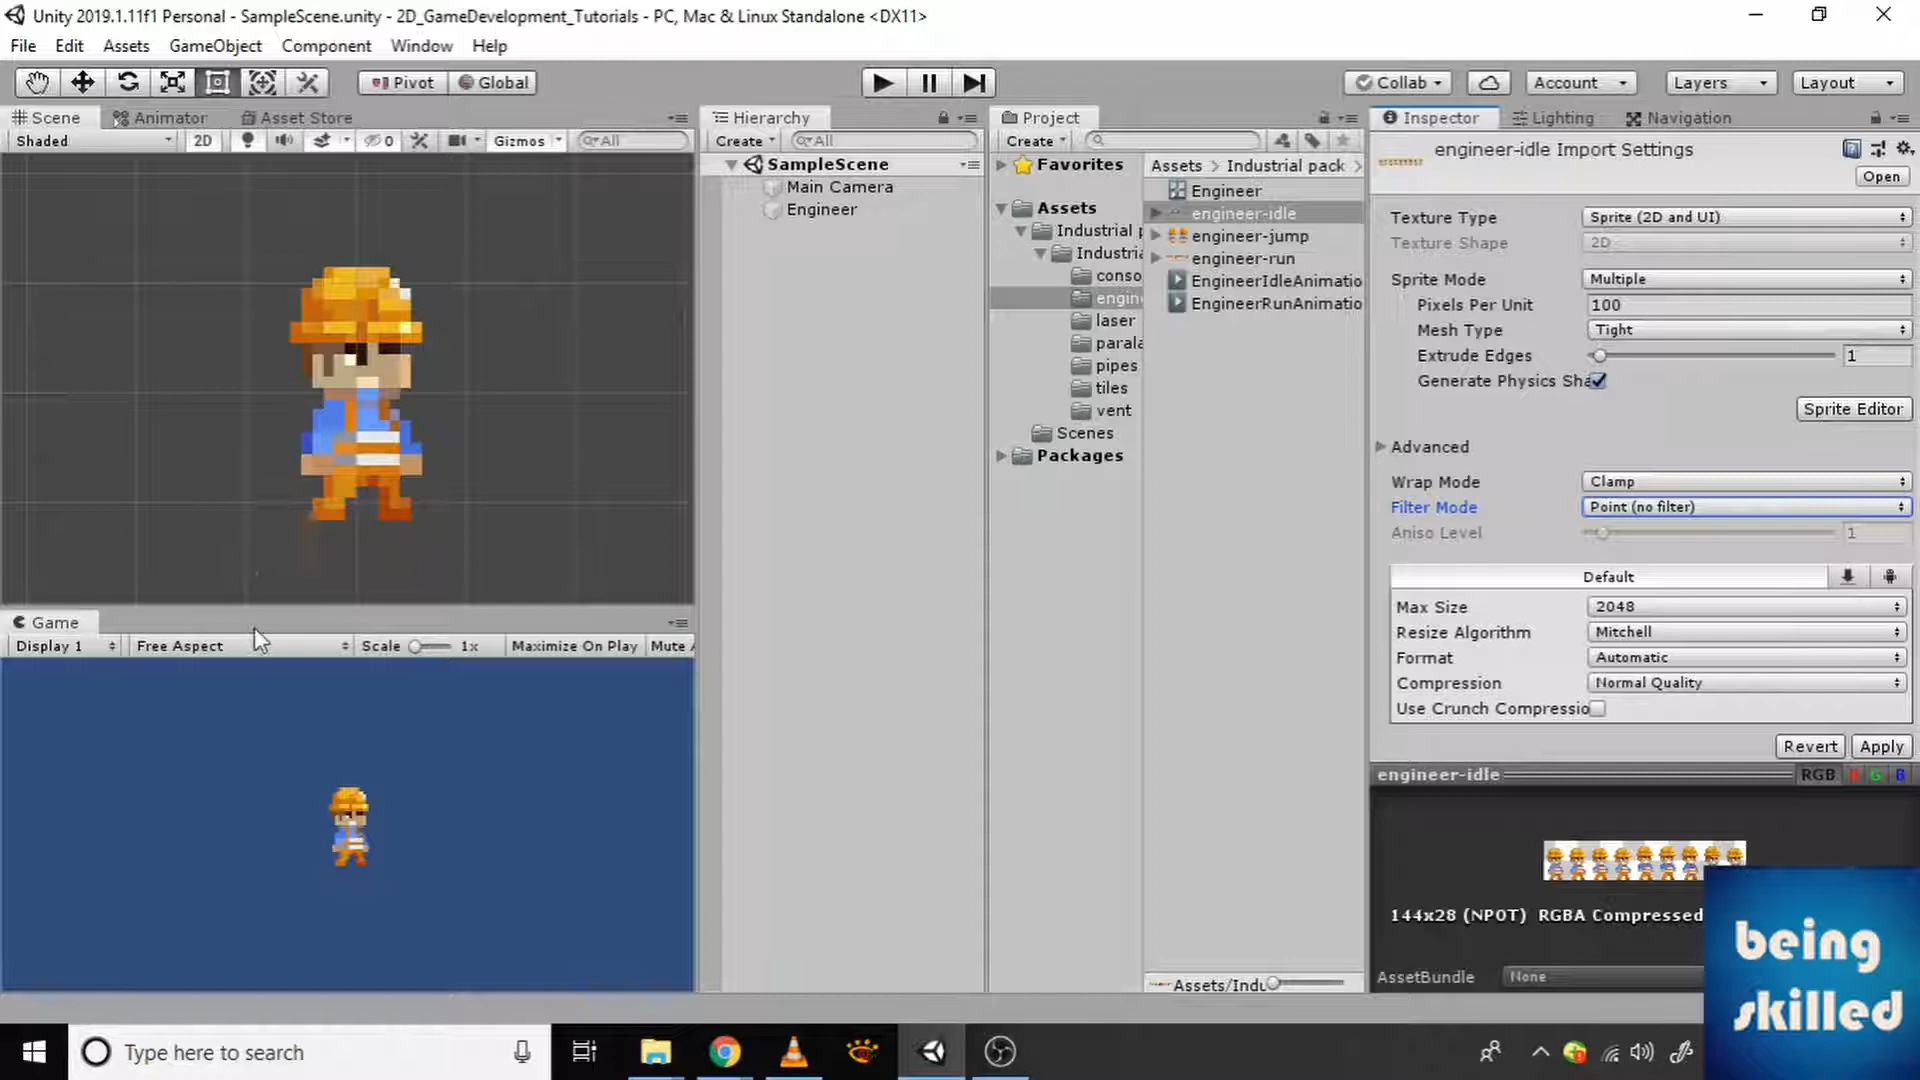 Unity 2019.1.11f1 Personal - SampleScene.unity - 2D_GameDevelopment_Tutorials - PC, Mac & Linux Standalone <DX11>
File Edit Assets GameObject Component Window Help
Pivot Global Collab Account Layers Layout
Scene Animator Asset Store
Shaded 2D 0 Gizmos All
Hierarchy
Create All
SampleScene
Main Camera
Engineer
Project
Create
Favorites
Assets
Industrial p
Industria
conso
engin
laser
parala
pipes
tiles
vent
Scenes
Packages
Assets > Industrial pack >
Engineer
engineer-idle
engineer-jump
engineer-run
EngineerIdleAnimatio
EngineerRunAnimatio
Assets/Indu
Inspector Lighting Navigation
engineer-idle Import Settings
Open
Texture Type Sprite (2D and UI)
Texture Shape 2D
Sprite Mode Multiple
Pixels Per Unit 100
Mesh Type Tight
Extrude Edges 1
Generate Physics Sha
Sprite Editor
Advanced
Wrap Mode Clamp
Filter Mode Point (no filter)
Aniso Level 1
Default
Max Size 2048
Resize Algorithm Mitchell
Format Automatic
Compression Normal Quality
Use Crunch Compressio
Revert Apply
engineer-idle RGB R G B
144x28 (NPOT) RGBA Compressed
AssetBundle None
Game
Display 1 Free Aspect Scale 1x Maximize On Play Mute A
being
skilled
Type here to search